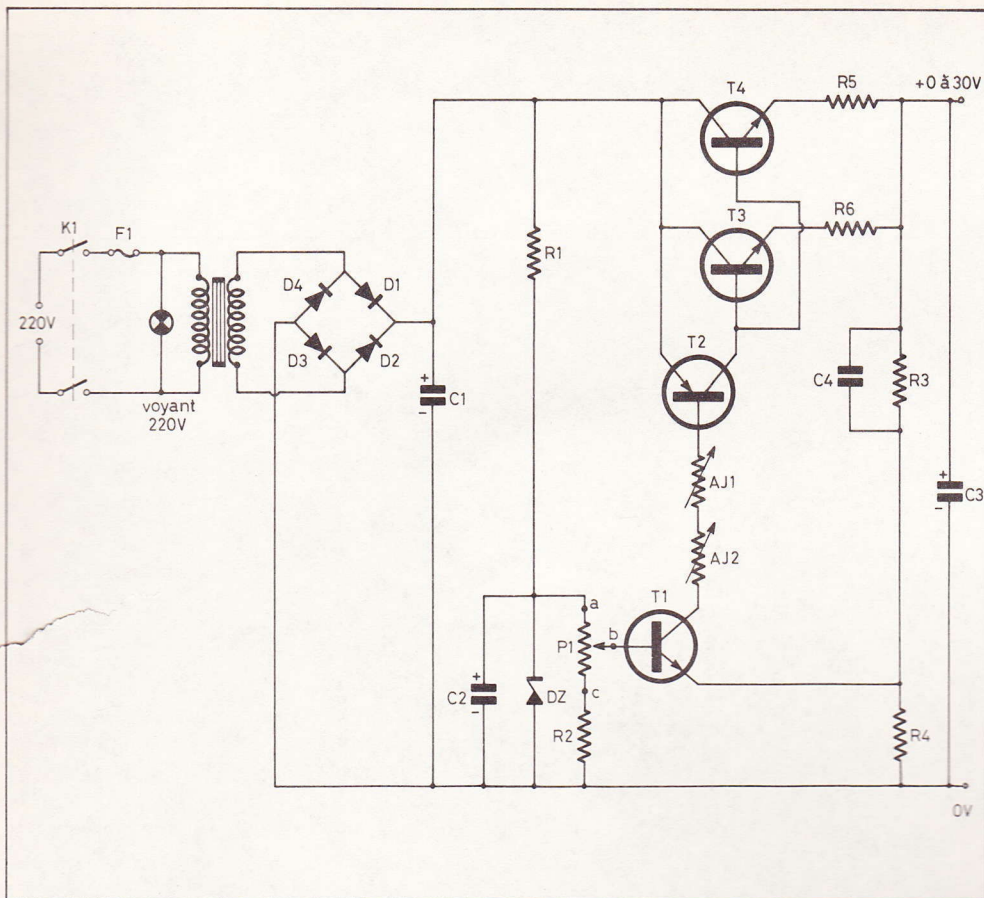 T4
R5
+0 à 30V
K1
F1
R1
T3
R6
D4
D1
220V
D3
D2
T2
voyant
220V
+
C1
-
C4
R3
AJ1
+
C3
-
AJ2
T1
a
P1
b
+
C2
-
DZ
c
R2
R4
0V